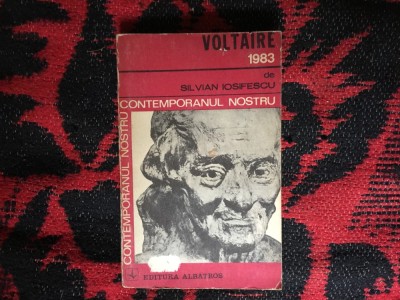 VOLTAIRE
1983
de
SILVIAN IOSIFESCU
CONTEMPORANUL NOSTRU
CONTEMPORANUL NOSTRU
EDITURA ALBATROS